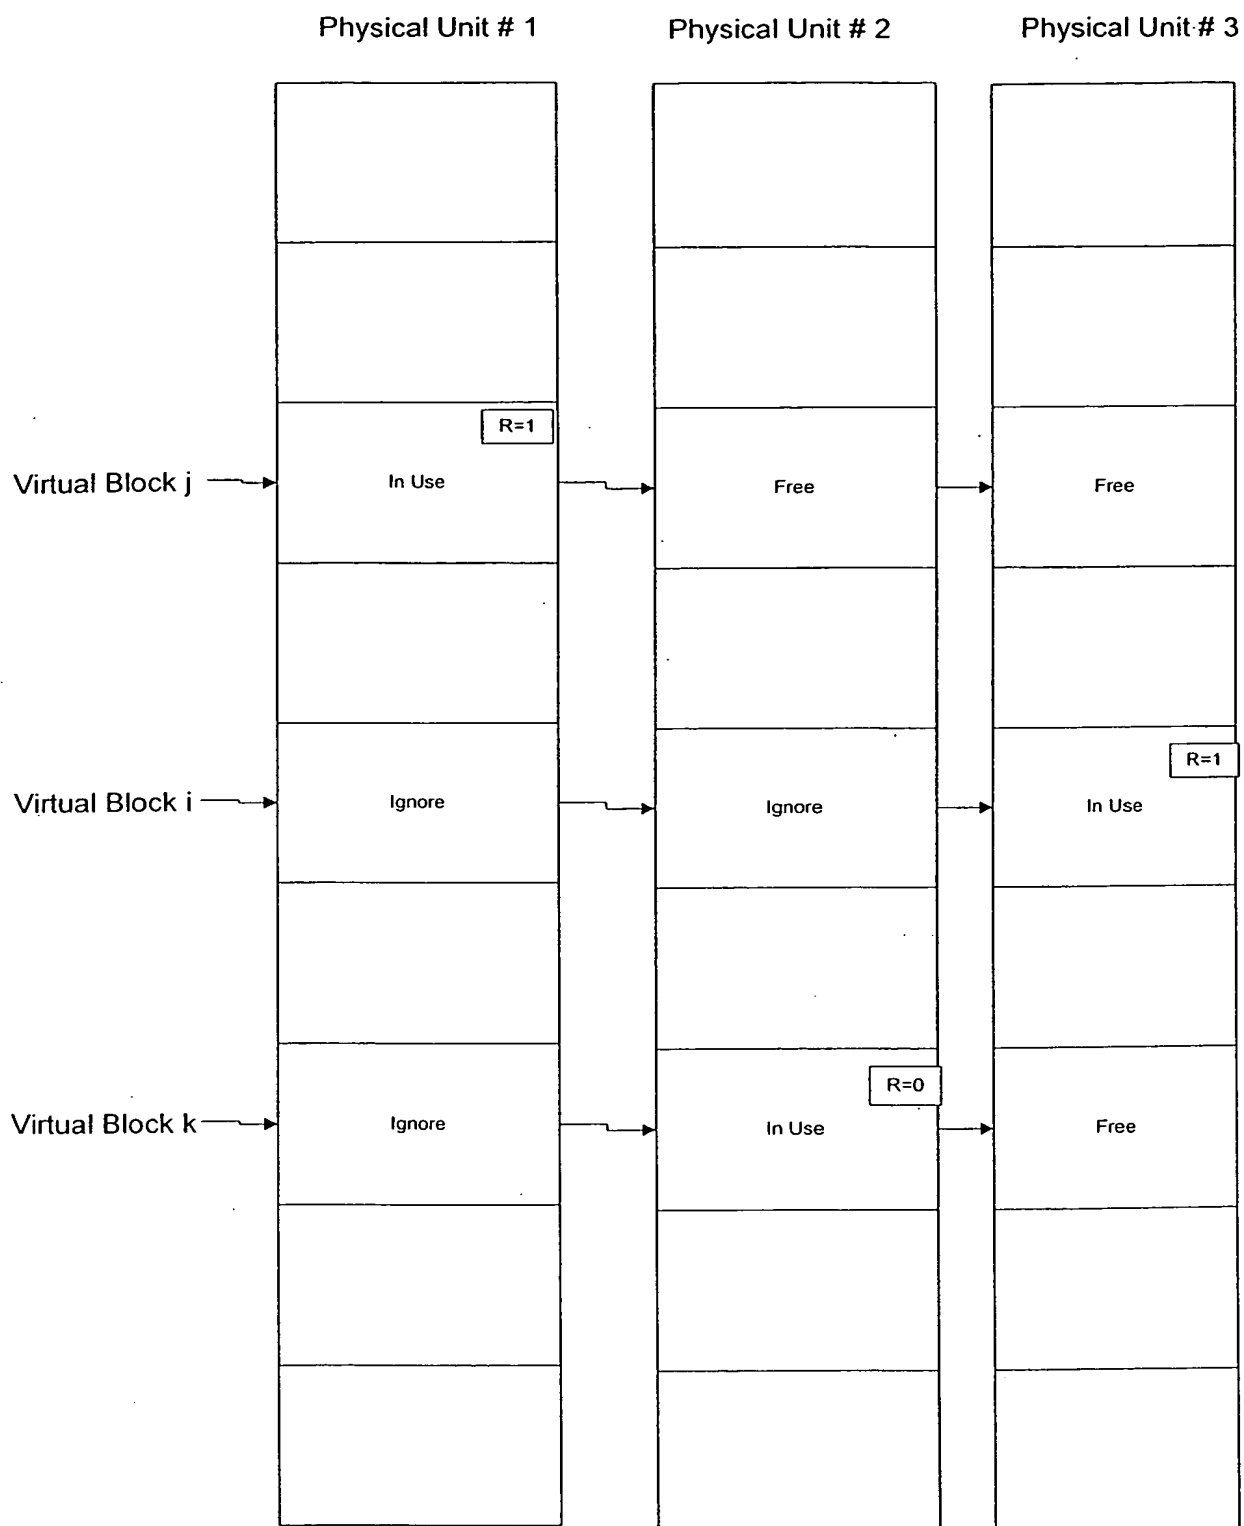 Physical Unit # 1 Physical Unit # 2 Physical Unit # 3
R=1
Virtual Block j In Use Free Free
R=1
Virtual Block i Ignore Ignore In Use
R=0
Virtual Block k Ignore In Use Free